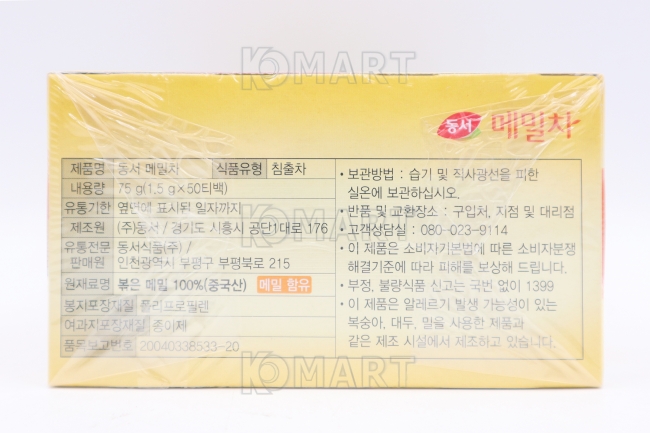 KOMART
동서 메밀차
제품명 동서 메밀차 식품유형 침출차
내용량 75 g(1.5 g×50티백)
유통기한 옆면에 표시된 일자까지
제조원 (주)동서 / 경기도 시흥시 공단1대로 176
유통전문 판매원 동서식품(주) /
인천광역시 부평구 부평북로 215
원재료명 볶은 메밀 100%(중국산) 메밀 함유
봉지포장재질 폴리프로필렌
여과지포장재질 종이제
품목보고번호 20040338533-20
• 보관방법 : 습기 및 직사광선을 피한
실온에 보관하십시오.
• 반품 및 교환장소 : 구입처, 지점 및 대리점
• 고객상담실 : 080-023-9114
• 이 제품은 소비자기본법에 따른 소비자분쟁
해결기준에 따라 피해를 보상해 드립니다.
• 부정, 불량식품 신고는 국번 없이 1399
• 이 제품은 알레르기 발생 가능성이 있는
복숭아, 대두, 밀을 사용한 제품과
같은 제조 시설에서 제조하고 있습니다.
KOMART